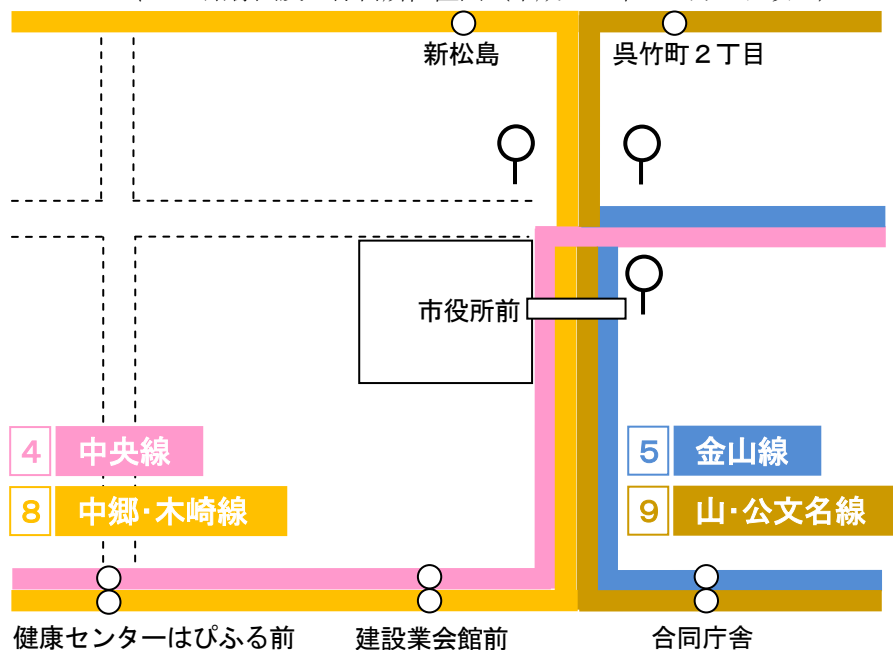 新松島
呉竹町2丁目
市役所前
4 中央線
5 金山線
8 中郷・木崎線
9 山・公文名線
健康センターはぴふる前
建設業会館前
合同庁舎